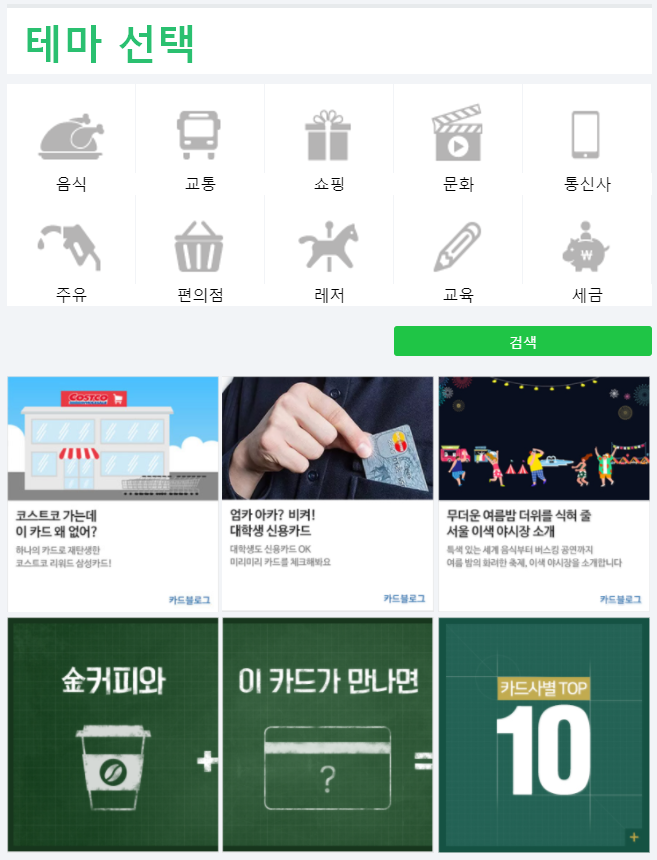 테마 선택
음식
교통
쇼핑
문화
통신사
주유
편의점
레저
교육
세금
₩
검색
COSTCO
코스트코 가는데
이 카드 왜 없어?
하나의 카드로 재탄생한
코스트코 리워드 삼성카드!
카드블로그
엄카 아카? 비켜!
대학생 신용카드
대학생도 신용카드 OK
미리미리 카드를 체크해봐요
카드블로그
무더운 여름밤 더위를 식혀 줄
서울 이색 야시장 소개
특색 있는 세계 음식부터 버스킹 공연까지
여름 밤의 화려한 축제, 이색 야시장을 소개합니다
카드블로그
金커피와
+
이 카드가 만나면
?
=
카드사별 TOP
10
+